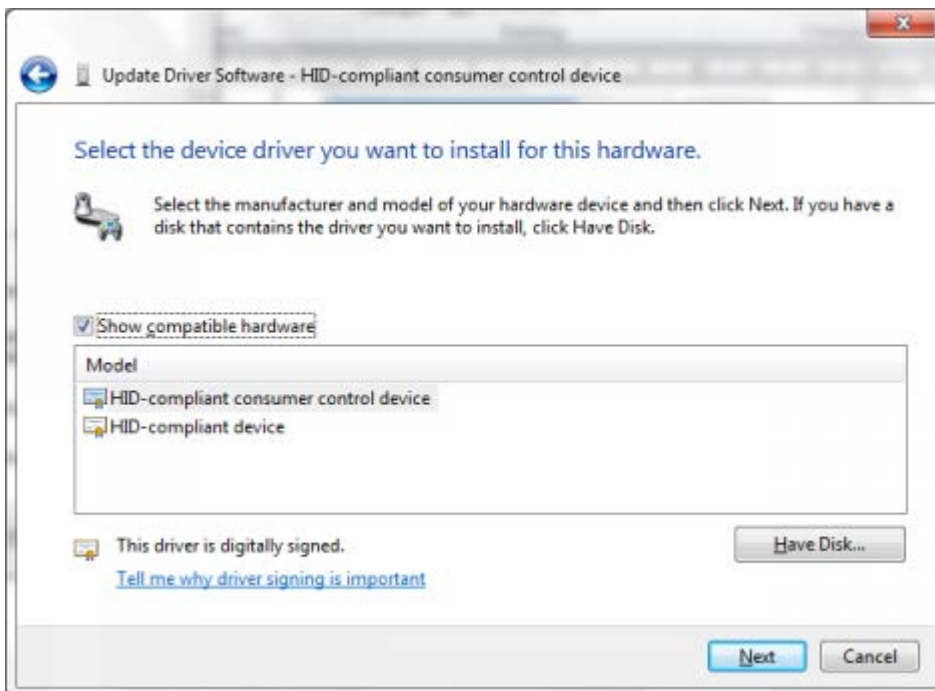 Update Driver Software - HID-compliant consumer control device
Select the device driver you want to install for this hardware.
Select the manufacturer and model of your hardware device and then click Next. If you have a
disk that contains the driver you want to install, click Have Disk.
Show compatible hardware
Model
HID-compliant consumer control device
HID-compliant device
This driver is digitally signed.
Have Disk...
Tell me why driver signing is important
Next
Cancel